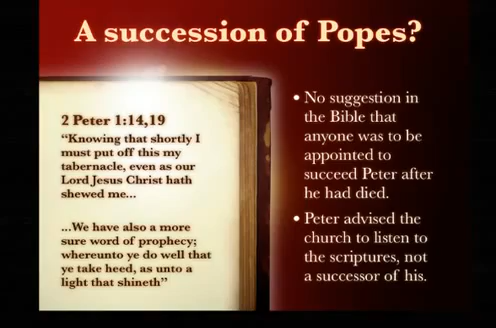 A succession of Popes?
2 Peter 1:14,19
“Knowing that shortly I
must put off this my
tabernacle, even as our
Lord Jesus Christ hath
shewed me...
...We have also a more
sure word of prophecy;
whereunto ye do well that
ye take heed, as unto a
light that shineth”
• No suggestion in
the Bible that
anyone was to be
appointed to
succeed Peter after
he had died.
• Peter advised the
church to listen to
the scriptures, not
a successor of his.